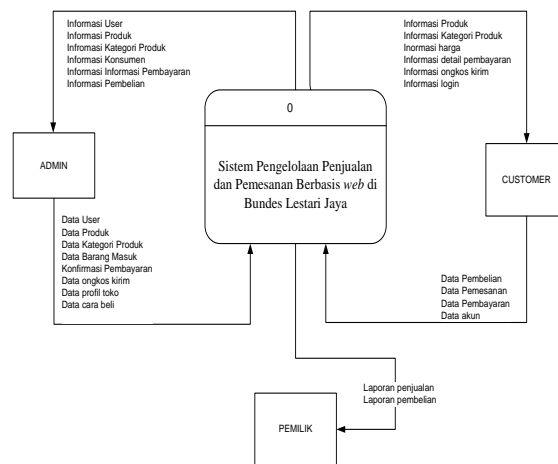 Informasi User
Informasi Produk
Infromasi Kategori Produk
Informasi Konsumen
Informasi Informasi Pembayaran
Informasi Pembelian
Informasi Produk
Informasi Kategori Produk
Inormasi harga
Informasi detail pembayaran
Informasi ongkos kirim
Informasi login
0
Sistem Pengelolaan Penjualan
dan Pemesanan Berbasis web di
Bundes Lestari Jaya
ADMIN
CUSTOMER
Data User
Data Produk
Data Kategori Produk
Data Barang Masuk
Konfirmasi Pembayaran
Data ongkos kirim
Data profil toko
Data cara beli
Data Pembelian
Data Pemesanan
Data Pembayaran
Data akun
Laporan penjualan
Laporan pembelian
PEMILIK